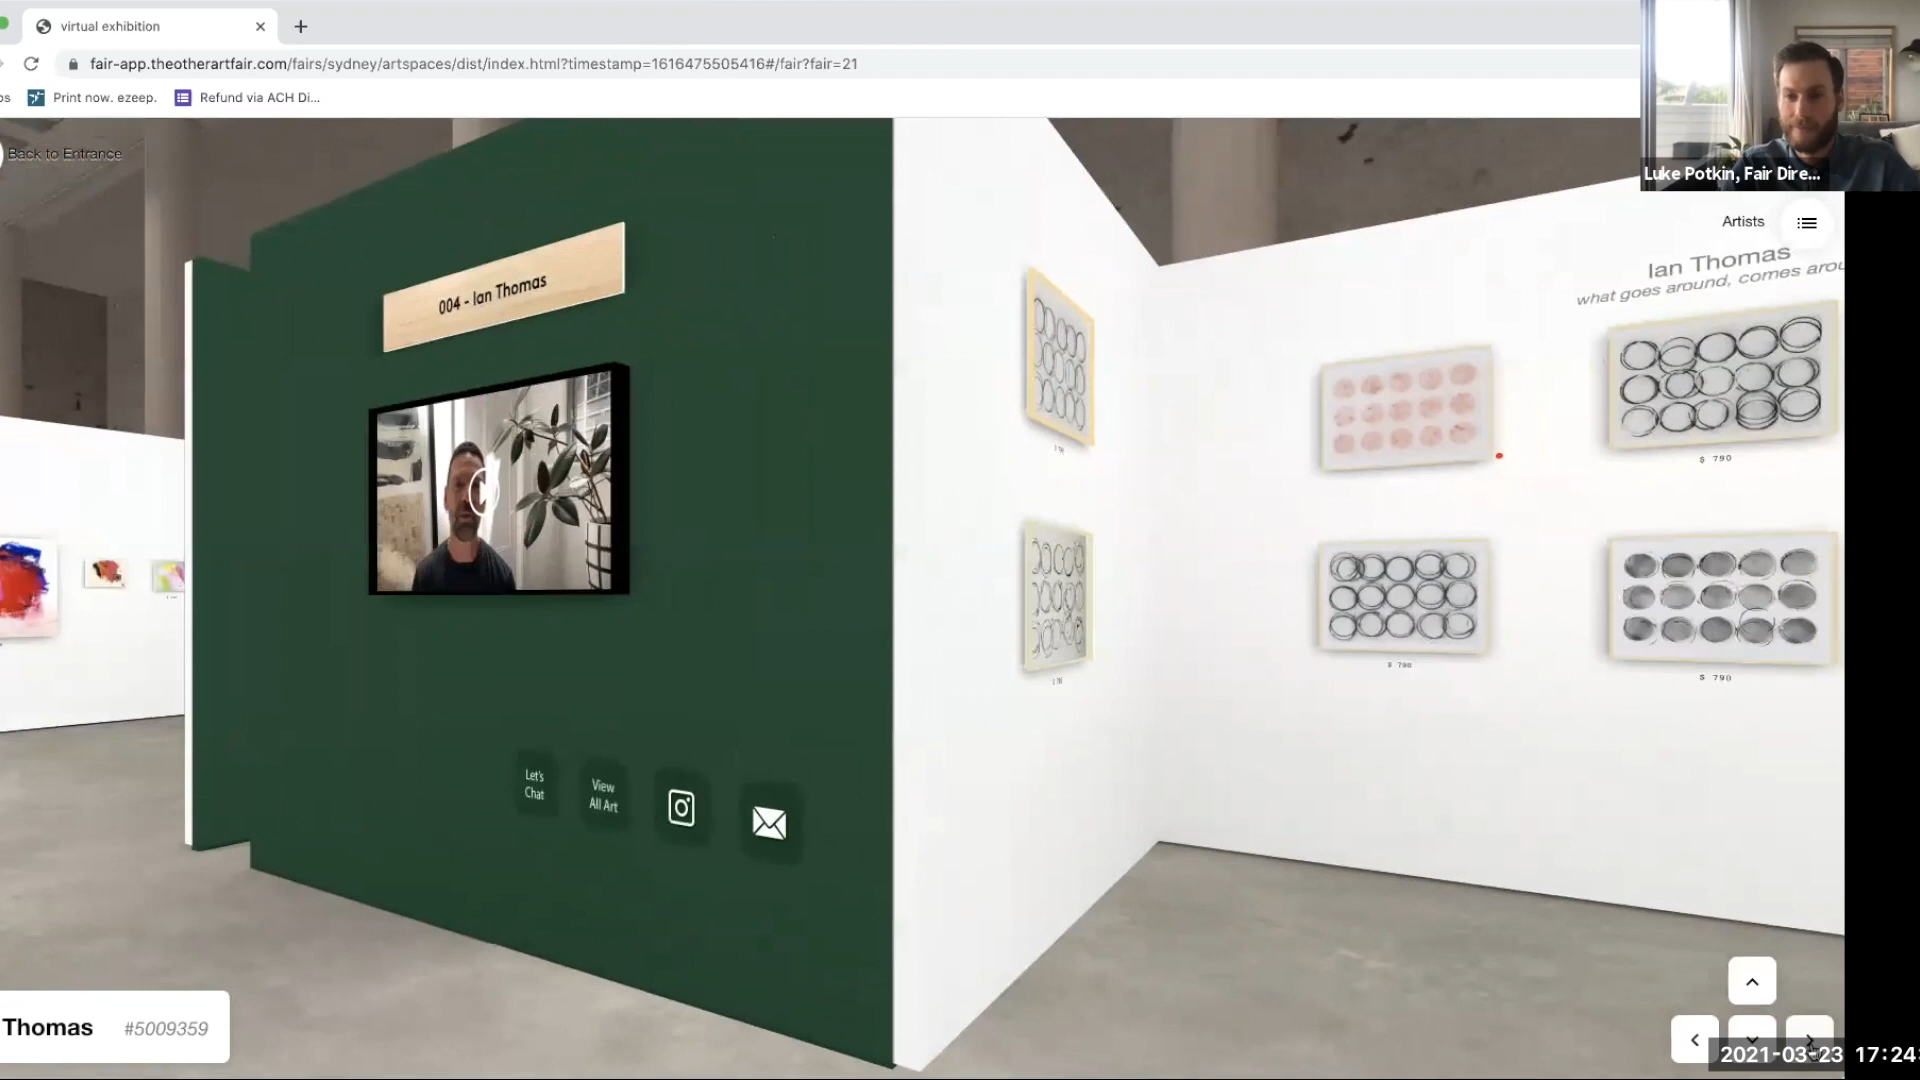 virtual exhibition
fair-app.theotherartfair.com/fairs/sydney/artspaces/dist/index.html?timestamp=1616475505416#/fair?fair=21
Print now. ezeep.
Refund via ACH Di...
Luke Potkin, Fair Dire...
Back to Entrance
Artists
Ian Thomas
what goes around, comes arou
004 - Ian Thomas
$ 790
$ 790
$ 790
Let's
Chat
View
All Art
Thomas #5009359
2021-03-23 17:24: